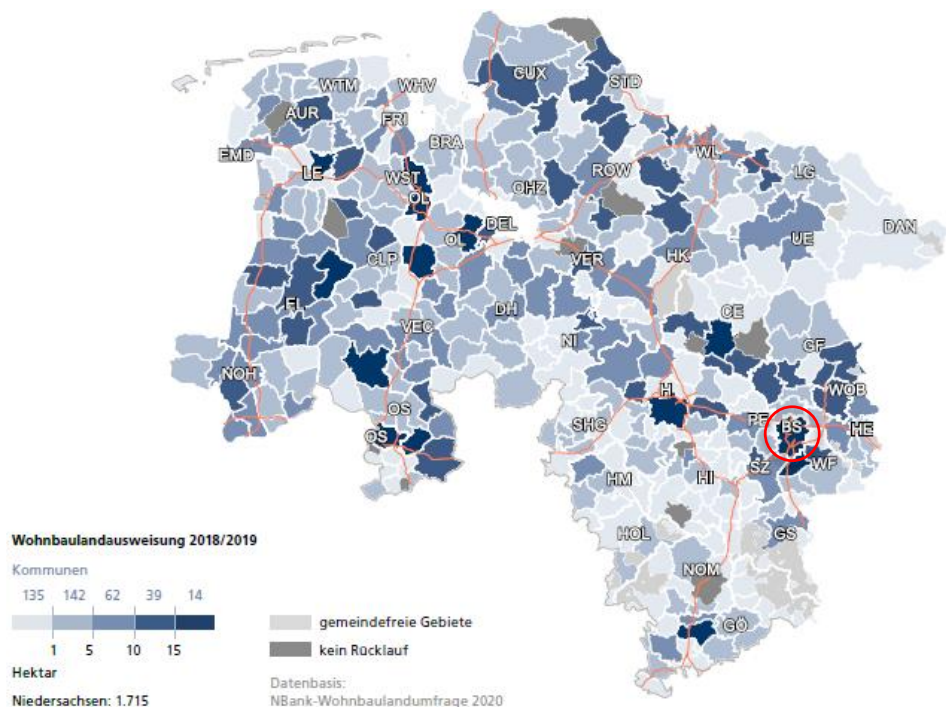 CUX
STD
WTM
WHV
AUR
FRI
BRA
EMD
WL
LE
WST
OHZ
ROW
LG
OL
DEL
OL
DAN
UE
CLP
VER
HK
EL
DH
CE
VEC
NI
GF
NOH
WOB
OS
H
PE
BS
HE
SHG
OS
SZ
WF
HM
HI
HOL
GS
NOM
GÖ
Wohnbaulandausweisung 2018/2019
Kommunen
135 142 62 39 14
1 5 10 15
Hektar
Niedersachsen: 1.715
gemeindefreie Gebiete
kein Rücklauf
Datenbasis:
NBank-Wohnbaulandumfrage 2020